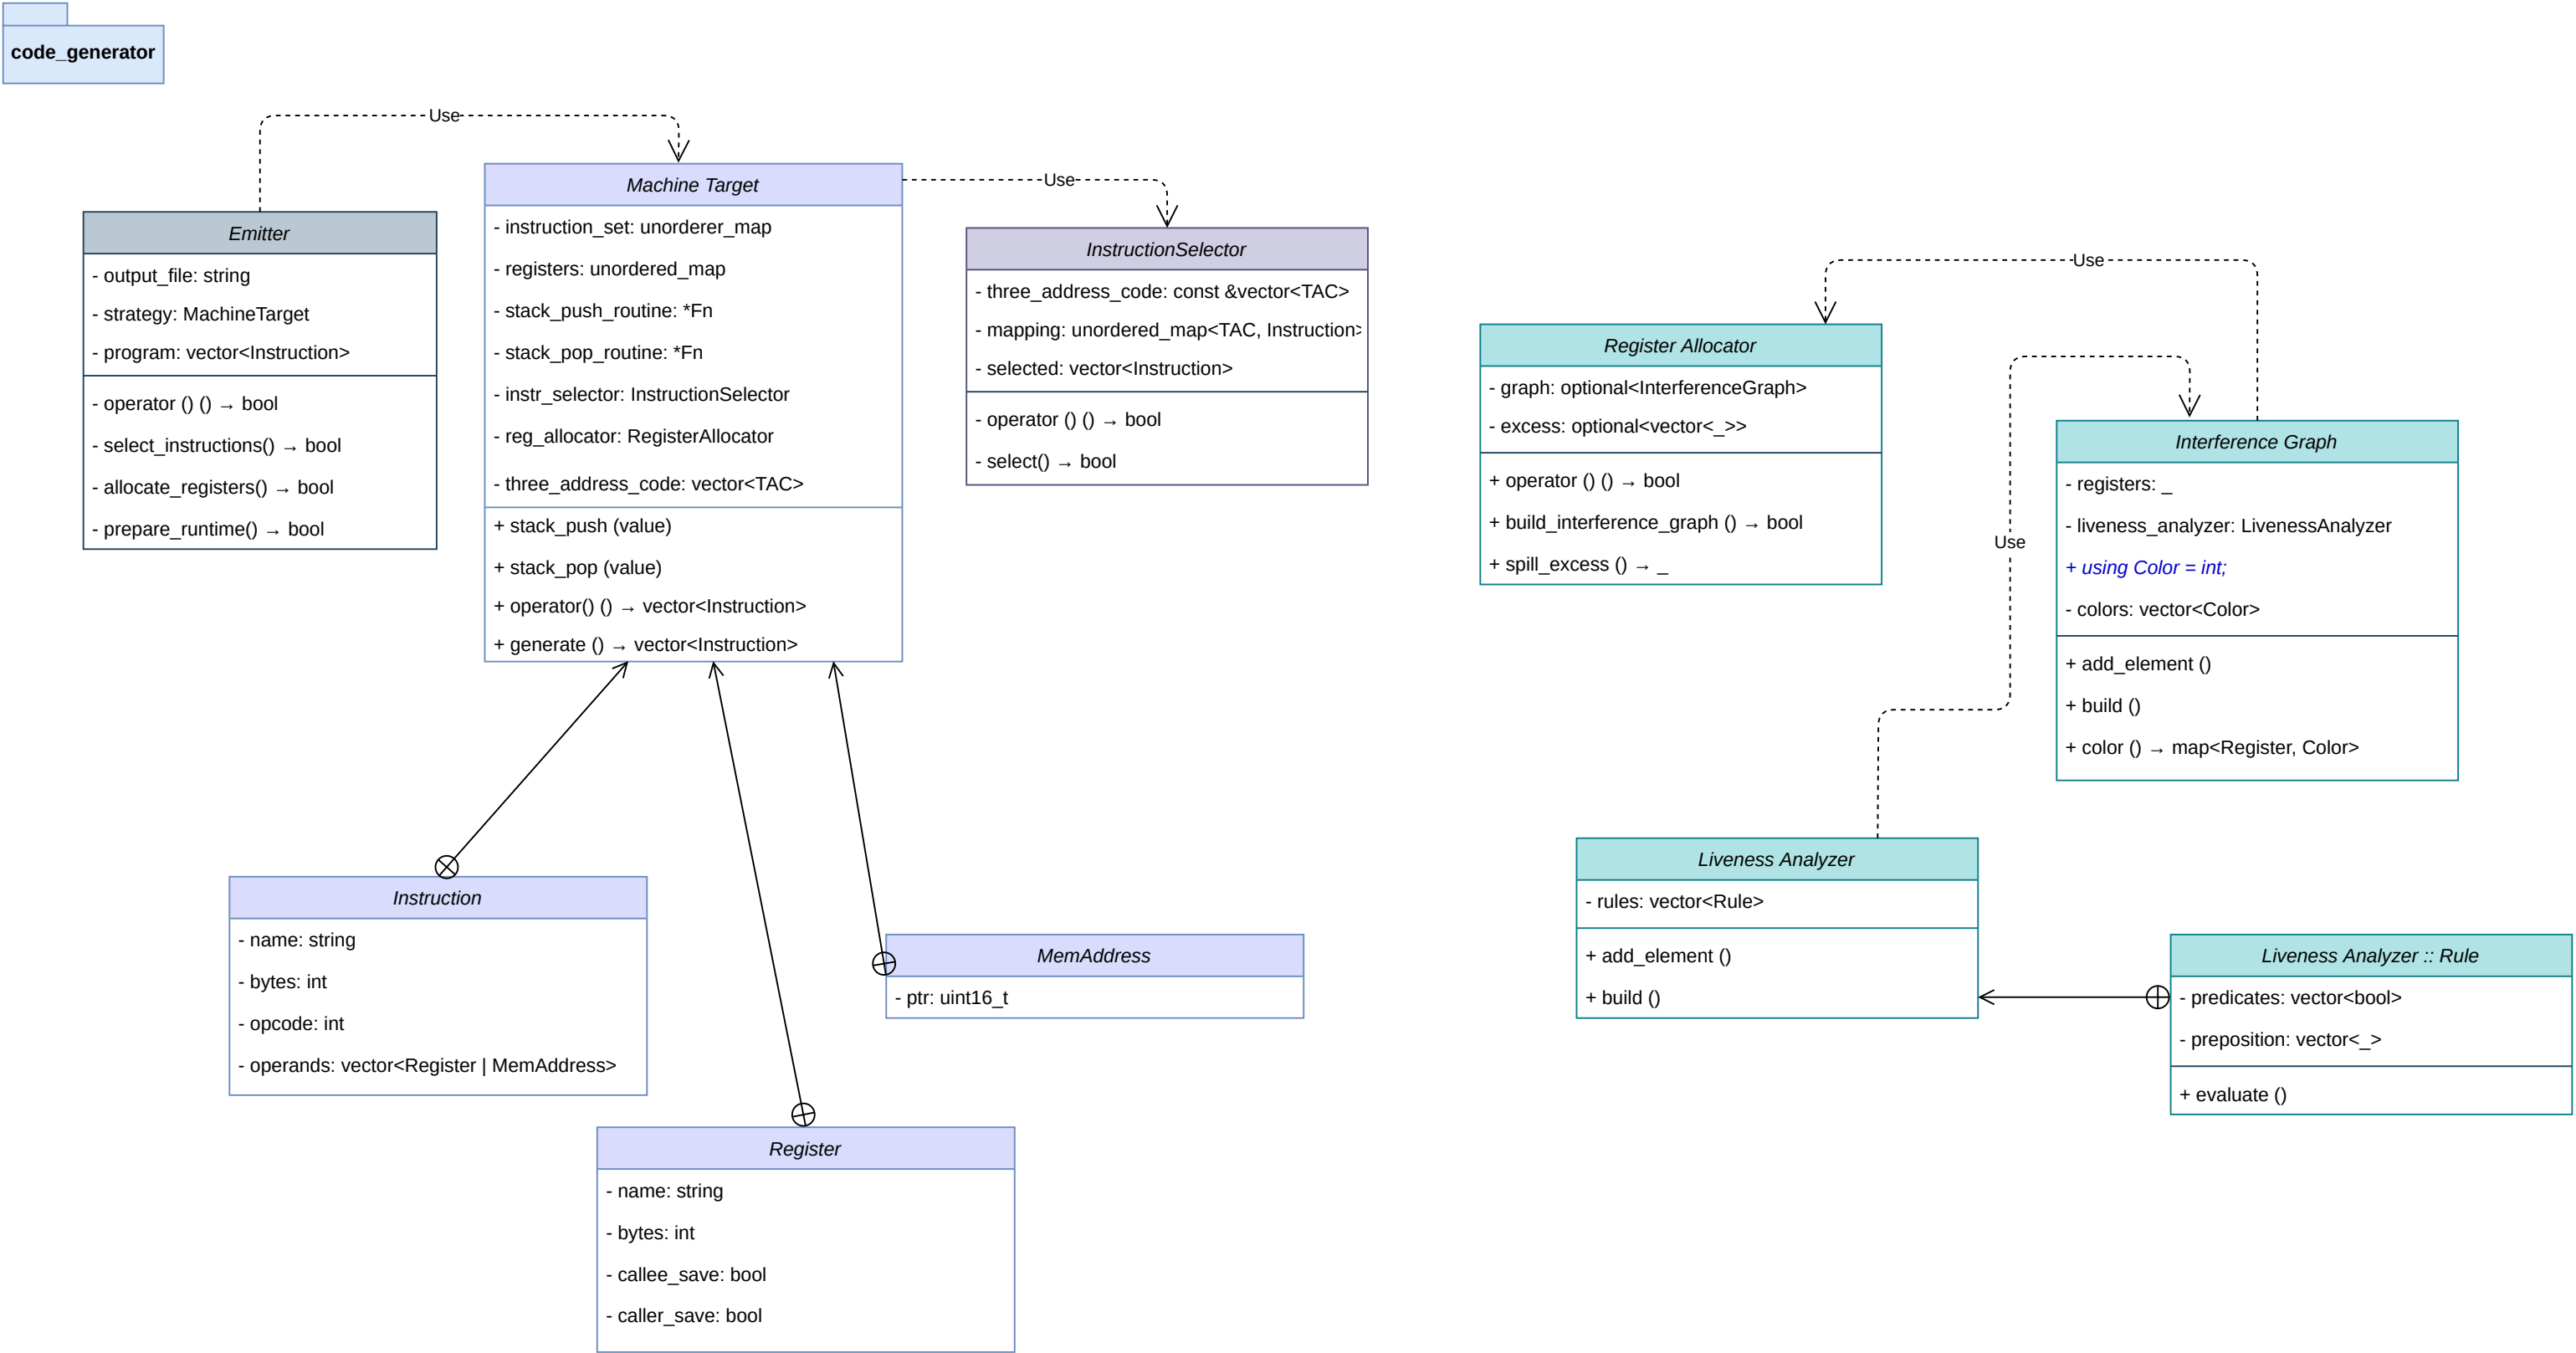 code_generator
Use
Emitter
- output_file: string
- strategy: MachineTarget
- program: vector<Instruction>
- operator () () → bool
- select_instructions() → bool
- allocate_registers() → bool
- prepare_runtime() → bool
Machine Target
- instruction_set: unorderer_map
- registers: unordered_map
- stack_push_routine: *Fn
- stack_pop_routine: *Fn
- instr_selector: InstructionSelector
- reg_allocator: RegisterAllocator
- three_address_code: vector<TAC>
+ stack_push (value)
+ stack_pop (value)
+ operator() () → vector<Instruction>
+ generate () → vector<Instruction>
Use
InstructionSelector
- three_address_code: const &vector<TAC>
- mapping: unordered_map<TAC, Instruction>
- selected: vector<Instruction>
- operator () () → bool
- select() → bool
Instruction
- name: string
- bytes: int
- opcode: int
- operands: vector<Register | MemAddress>
MemAddress
- ptr: uint16_t
Register
- name: string
- bytes: int
- callee_save: bool
- caller_save: bool
Use
Register Allocator
- graph: optional<InterferenceGraph>
- excess: optional<vector<_>>
+ operator () () → bool
+ build_interference_graph () → bool
+ spill_excess () → _
Use
Interference Graph
- registers: _
- liveness_analyzer: LivenessAnalyzer
+ using Color = int;
- colors: vector<Color>
+ add_element ()
+ build ()
+ color () → map<Register, Color>
Liveness Analyzer
- rules: vector<Rule>
+ add_element ()
+ build ()
Liveness Analyzer :: Rule
- predicates: vector<bool>
- preposition: vector<_>
+ evaluate ()